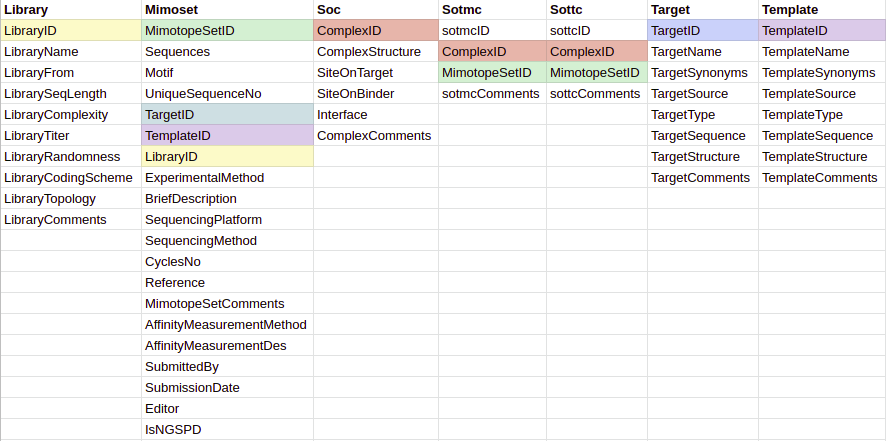 Library Mimoset Soc Sotmc Sottc Target Template
LibraryID MimotopeSetID ComplexID sotmcID sottcID TargetID TemplateID
LibraryName Sequences ComplexStructure ComplexID ComplexID TargetName TemplateName
LibraryFrom Motif SiteOnTarget MimotopeSetID MimotopeSetID TargetSynonyms TemplateSynonyms
LibrarySeqLength UniqueSequenceNo SiteOnBinder sotmcComments sottcComments TargetSource TemplateSource
LibraryComplexity TargetID Interface TargetType TemplateType
LibraryTiter TemplateID ComplexComments TargetSequence TemplateSequence
LibraryRandomness LibraryID TargetStructure TemplateStructure
LibraryCodingScheme ExperimentalMethod TargetComments TemplateComments
LibraryTopology BriefDescription
LibraryComments SequencingPlatform
SequencingMethod
CyclesNo
Reference
MimotopeSetComments
AffinityMeasurementMethod
AffinityMeasurementDes
SubmittedBy
SubmissionDate
Editor
IsNGSPD